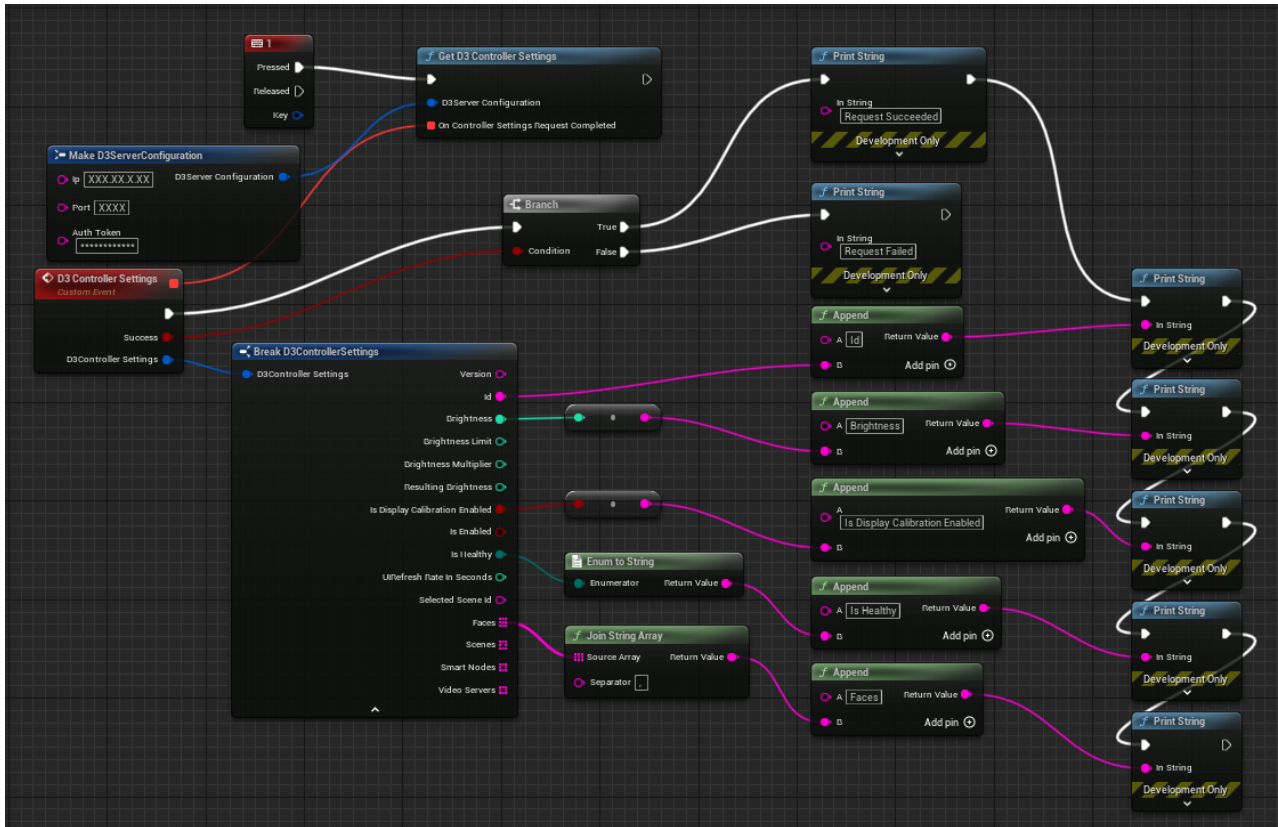 1
Pressed
Released
Key
Get D3 Controller Settings
D3Server Configuration
On Controller Settings Request Completed
Make D3ServerConfiguration
Ip XXX.XX.X.XX D3Server Configuration
Port XXXX
Auth Token
************
D3 Controller Settings
Custom Event
Success
D3Controller Settings
Branch
True
Condition False
Print String
In String
Request Succeeded
Development Only
Print String
In String
Request Failed
Development Only
Break D3ControllerSettings
D3Controller Settings Version
Id
Brightness
Brightness Limit
Brightness Multiplier
Resulting Brightness
Is Display Calibration Enabled
Is Enabled
Is Healthy
UIRefresh Rate In Seconds
Selected Scene Id
Faces
Scenes
Smart Nodes
Video Servers
Enum to String
Enumerator Return Value
Join String Array
Source Array Return Value
Separator ,
Append
A Id Return Value
B Add pin
Append
A Brightness Return Value
B Add pin
Append
A Return Value
Is Display Calibration Enabled
B Add pin
Append
A Is Healthy Return Value
B Add pin
Append
A Faces Return Value
B Add pin
Print String
In String
Development Only
Print String
In String
Development Only
Print String
In String
Development Only
Print String
In String
Development Only
Print String
In String
Development Only